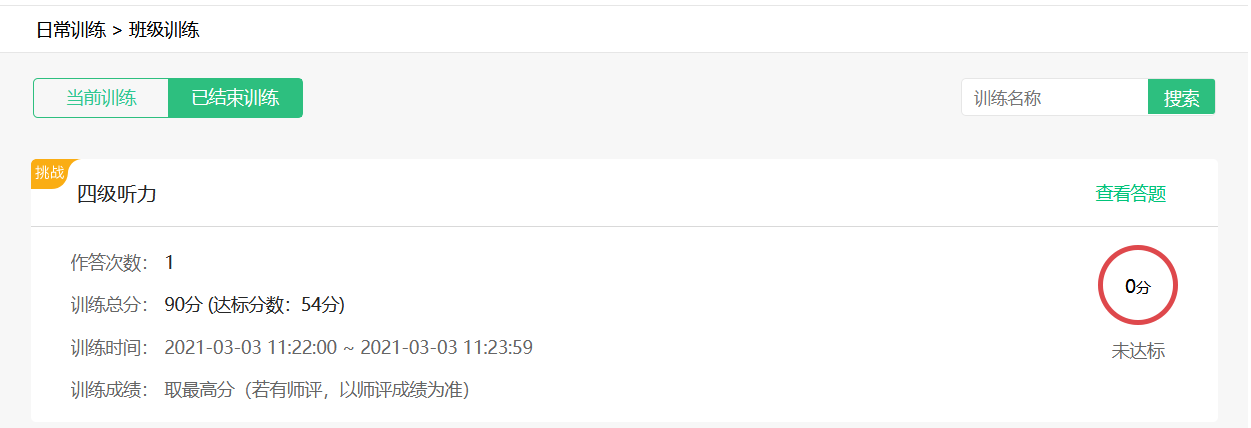 日常训练 > 班级训练
当前训练 已结束训练 训练名称 搜索
挑战
四级听力 查看答题
作答次数： 1
训练总分： 90分 (达标分数：54分)
0分
训练时间： 2021-03-03 11:22:00 ~ 2021-03-03 11:23:59
未达标
训练成绩： 取最高分（若有师评，以师评成绩为准）